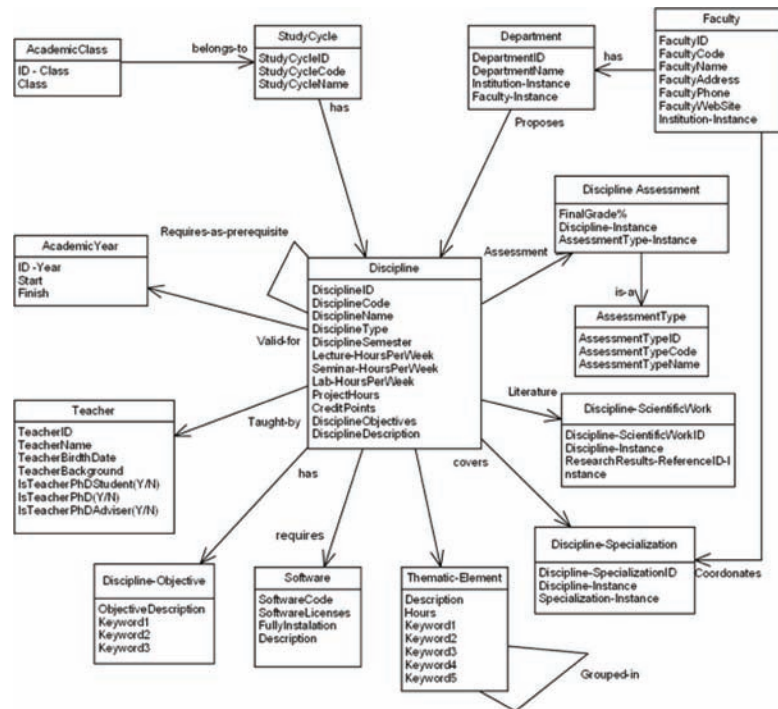 Faculty
FacultyID
FacultyCode
FacultyName
FacultyAddress
FacultyPhone
FacultyWebSite
Institution-Instance
StudyCycle
StudyCycleID
StudyCycleCode
StudyCycleName
Department
DepartmentID
DepartmentName
Institution-Instance
Faculty-Instance
AcademicClass
ID - Class
Class
belongs-to
has
has
Proposes
Discipline Assessment
FinalGrade%
Discipline-Instance
AssessmentType-Instance
Requires-as-prerequisite
AcademicYear
ID -Year
Start
Finish
Discipline
DisciplineID
DisciplineCode
DisciplineName
DisciplineType
DisciplineSemester
Lecture-HoursPerWeek
Seminar-HoursPerWeek
Lab-HoursPerWeek
ProjectHours
CreditPoints
DisciplineObjectives
DisciplineDescription
Assessment
is-a
AssessmentType
AssessmentTypeID
AssessmentTypeCode
AssessmentTypeName
Valid-for
Literature
Discipline-ScientificWork
Discipline-ScientificWorkID
Discipline-Instance
ResearchResults-ReferenceID-I
nstance
Teacher
TeacherID
TeacherName
TeacherBirdthDate
TeacherBackground
IsTeacherPhDStudent(Y/N)
IsTeacherPhD(Y/N)
IsTeacherPhDAdviser(Y/N)
Taught-by
has
covers
requires
Discipline-Specialization
Discipline-SpecializationID
Discipline-Instance
Specialization-Instance
Coordonates
Discipline-Objective
ObjectiveDescription
Keyword1
Keyword2
Keyword3
Software
SoftwareCode
SoftwareLicenses
FullyInstalation
Description
Thematic-Element
Description
Hours
Keyword1
Keyword2
Keyword3
Keyword4
Keyword5
Grouped-in